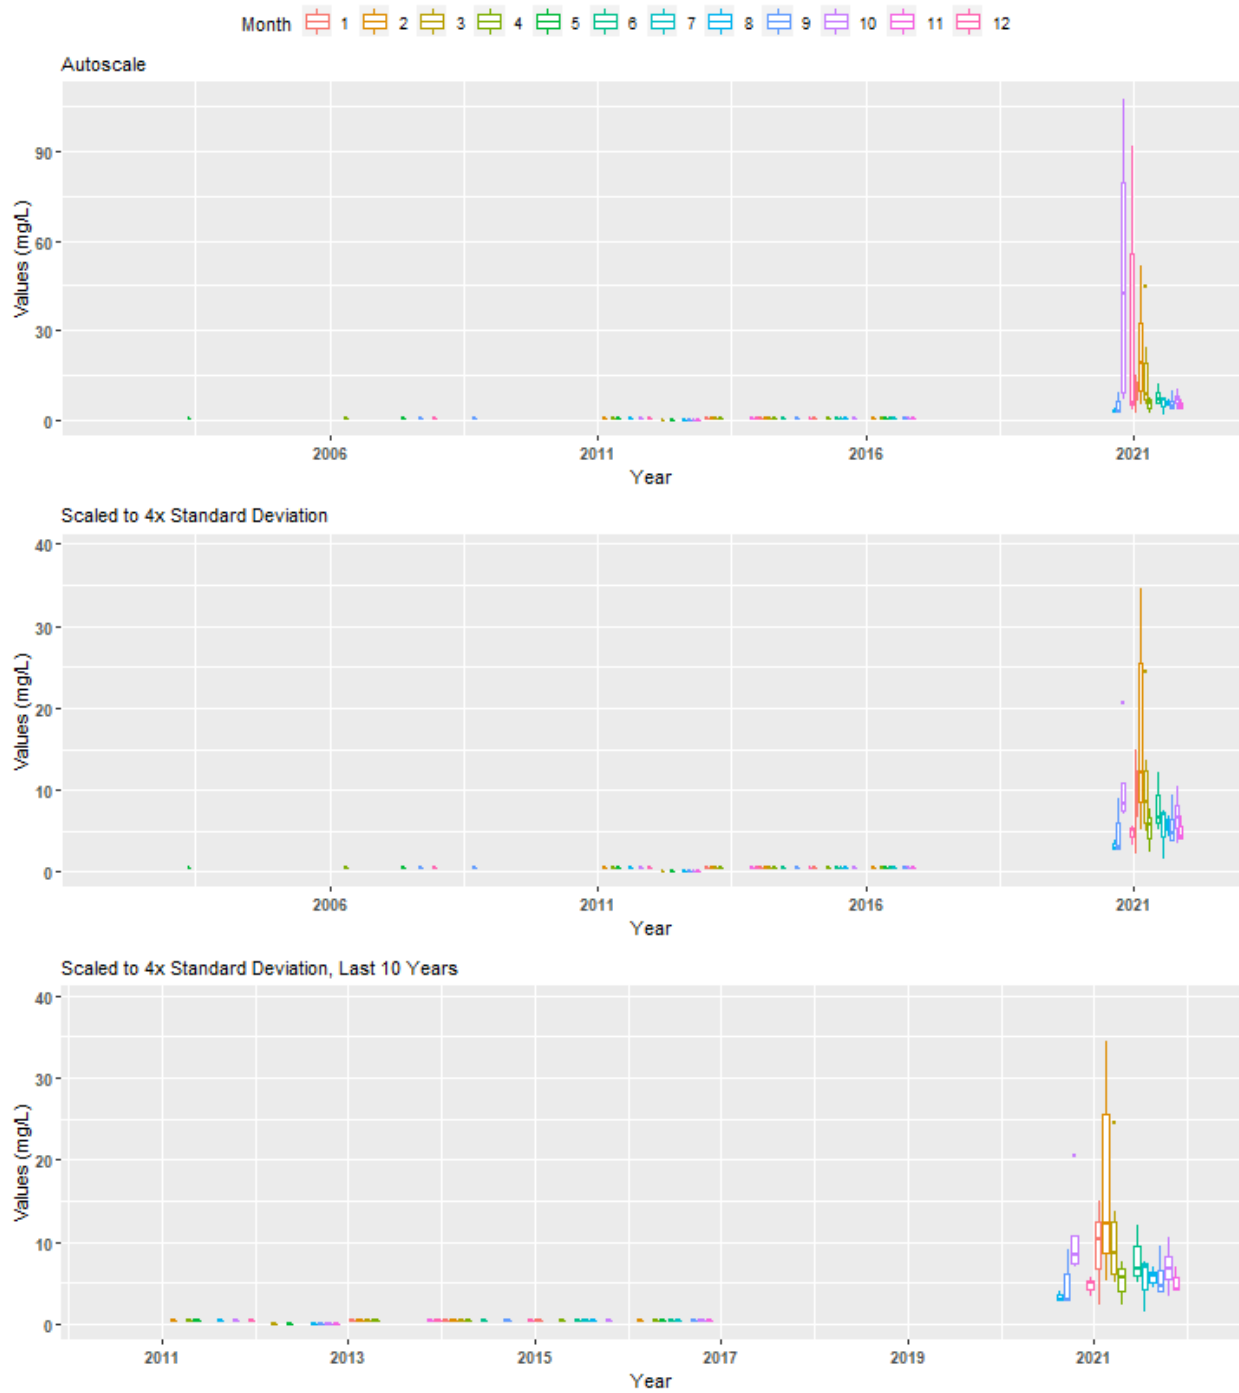 Month 1 2 3 4 5 6 7 8 9 10 11 12
Autoscale
Values (mg/L)
90
60
30
0
2006 2011 2016 2021
Year
Scaled to 4x Standard Deviation
Values (mg/L)
40
30
20
10
0
2006 2011 2016 2021
Year
Scaled to 4x Standard Deviation, Last 10 Years
Values (mg/L)
40
30
20
10
0
2011 2013 2015 2017 2019 2021
Year